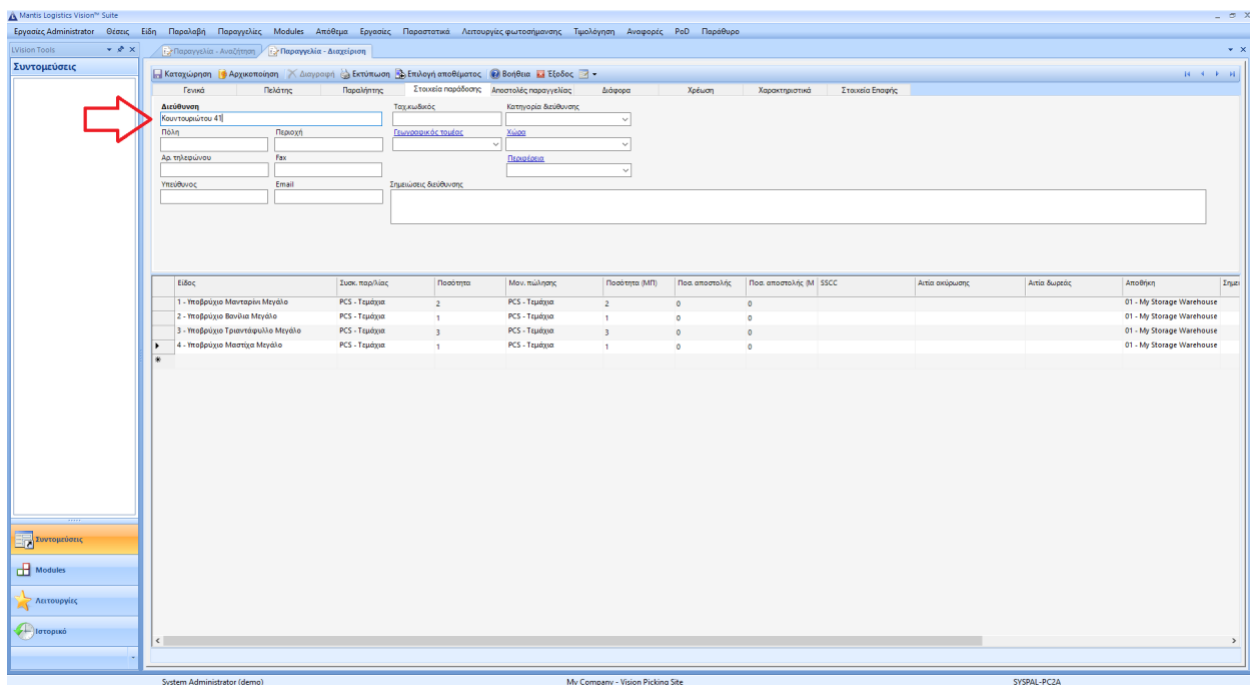 Mantis Logistics Vision™ Suite
Εργασίες Administrator Θέσεις Είδη Παραλαβή Παραγγελίες Modules Απόθεμα Εργασίες Παραστατικά Λειτουργίες φωτοσήμανσης Τιμολόγηση Αναφορές PoD Παράθυρο
LVision Tools
Παραγγελία - Αναζήτηση Παραγγελία - Διαχείριση
Συντομεύσεις
Καταχώρηση Αρχικοποίηση Διαγραφή Εκτύπωση Επιλογή αποθέματος Βοήθεια Έξοδος
Γενικά Πελάτης Παραλήπτης Στοιχεία παράδοσης Αποστολές παραγγελίας Διάφορα Χρέωση Χαρακτηριστικά Στοιχεία Επαφής
Διεύθυνση Ταχ.κωδικός Κατηγορία διεύθυνσης
Κουντουριώτου 41
Πόλη Περιοχή Γεωγραφικός τομέας Χώρα
Αρ. τηλεφώνου Fax Περιφέρεια
Υπεύθυνος Email Σημειώσεις διεύθυνσης
Είδος Συσκ. παρ/λίας Ποσότητα Μον. πώλησης Ποσότητα (ΜΠ) Ποσ. αποστολής Ποσ. αποστολής (Μ SSCC Αιτία ακύρωσης Αιτία δωρεάς Αποθήκη Σημει
1 - Υποβρύχιο Μανταρίνι Μεγάλο PCS - Τεμάχια 2 PCS - Τεμάχια 2 0 0 01 - My Storage Warehouse
2 - Υποβρύχιο Βανίλια Μεγάλο PCS - Τεμάχια 1 PCS - Τεμάχια 1 0 0 01 - My Storage Warehouse
3 - Υποβρύχιο Τριαντάφυλλο Μεγάλο PCS - Τεμάχια 3 PCS - Τεμάχια 3 0 0 01 - My Storage Warehouse
4 - Υποβρύχιο Μαστίχα Μεγάλο PCS - Τεμάχια 1 PCS - Τεμάχια 1 0 0 01 - My Storage Warehouse
Συντομεύσεις
Modules
Λειτουργίες
Ιστορικό
System Administrator (demo) My Company - Vision Picking Site SYSPAL-PC2A